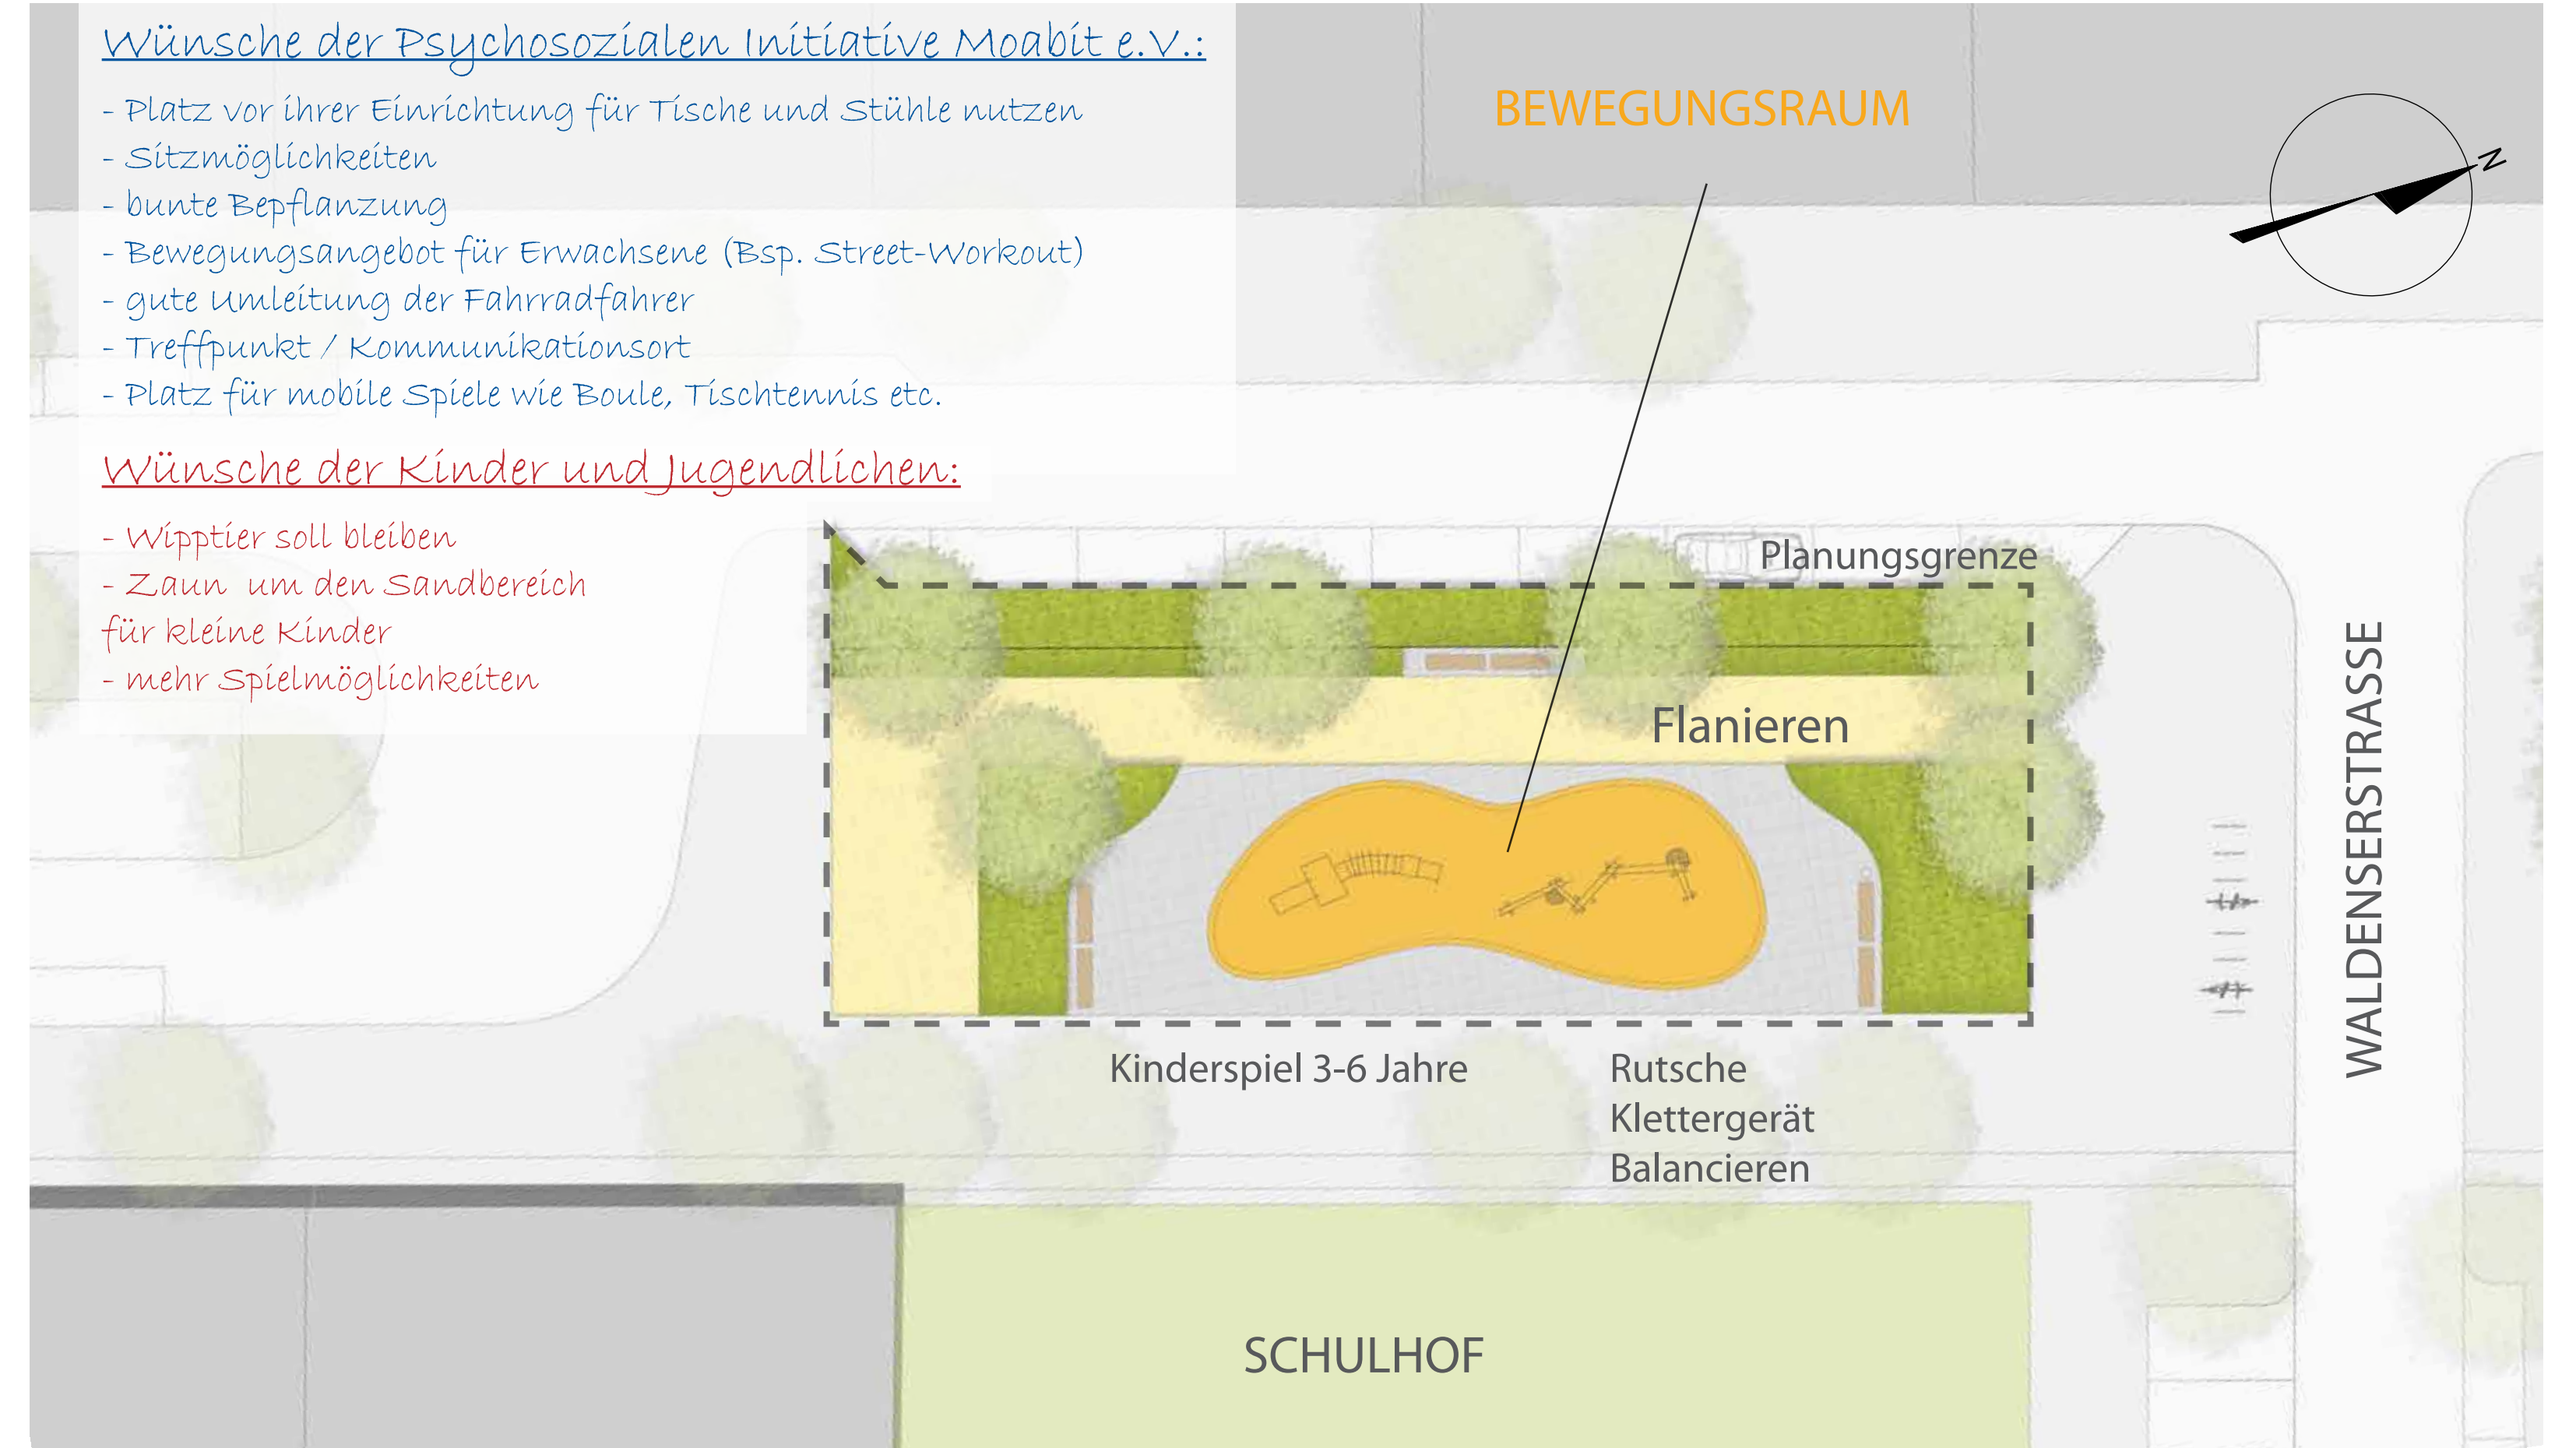 Wünsche der Psychosozialen Initiative Moabit e.V.:
- Platz vor ihrer Einrichtung für Tische und Stühle nutzen
- Sitzmöglichkeiten
- bunte Bepflanzung
- Bewegungsangebot für Erwachsene (Bsp. Street-Workout)
- gute Umleitung der Fahrradfahrer
- Treffpunkt / Kommunikationsort
- Platz für mobile Spiele wie Boule, Tischtennis etc.
Wünsche der Kinder und Jugendlichen:
- Wipptier soll bleiben
- Zaun um den Sandbereich
für kleine Kinder
- mehr Spielmöglichkeiten
BEWEGUNGSRAUM
N
Planungsgrenze
Flanieren
WALDENSERSTRASSE
Kinderspiel 3-6 Jahre
Rutsche
Klettergerät
Balancieren
SCHULHOF